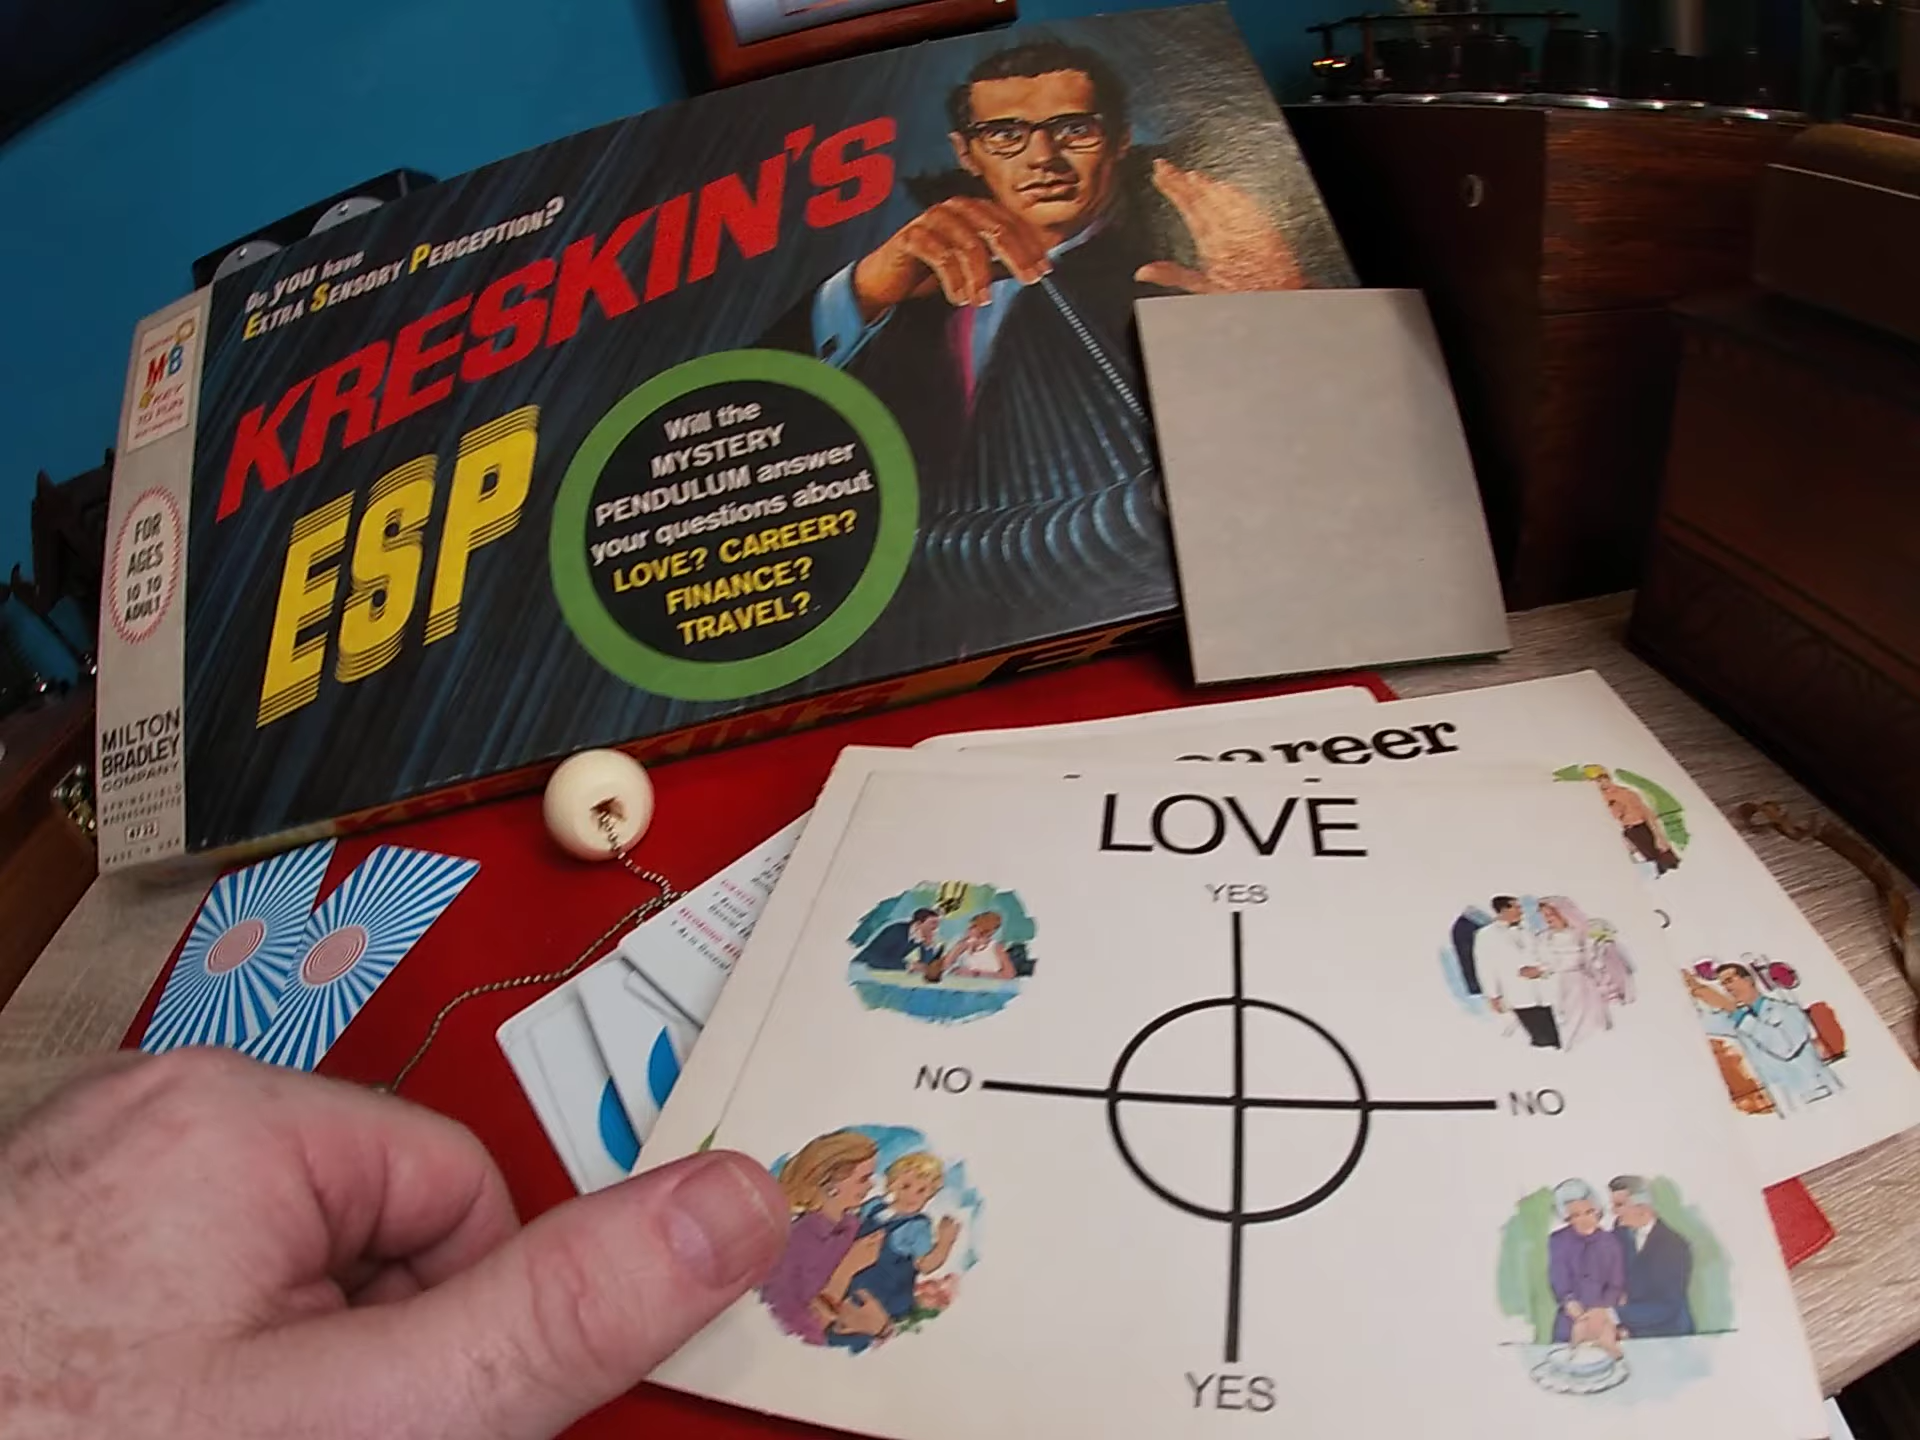 Do you have
EXTRA SENSORY PERCEPTION?
KRESKIN'S
ESP
Will the
MYSTERY
PENDULUM answer
your questions about
LOVE? CAREER?
FINANCE?
TRAVEL?
MB
FOR
AGES
10 TO
ADULT
MILTON
BRADLEY
COMPANY
SPRINGFIELD
MASSACHUSETTS
MADE IN USA
career
LOVE
YES
NO
NO
YES